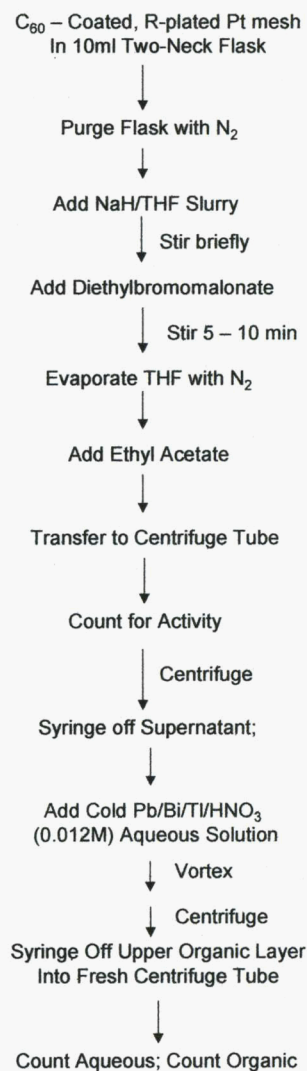 C₆₀ – Coated, R-plated Pt mesh
In 10ml Two-Neck Flask
Purge Flask with N₂
Add NaH/THF Slurry
Stir briefly
Add Diethylbromomalonate
Stir 5 – 10 min
Evaporate THF with N₂
Add Ethyl Acetate
Transfer to Centrifuge Tube
Count for Activity
Centrifuge
Syringe off Supernatant;
Add Cold Pb/Bi/Tl/HNO₃
(0.012M) Aqueous Solution
Vortex
Centrifuge
Syringe Off Upper Organic Layer
Into Fresh Centrifuge Tube
Count Aqueous; Count Organic